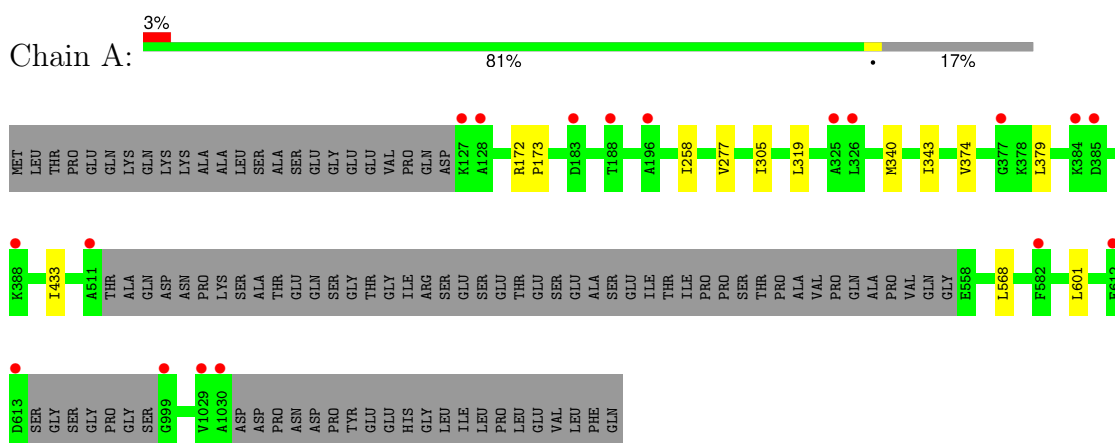 3%
Chain A:
81% • 17%
MET LEU THR PRO GLU GLN LYS GLN LYS LYS ALA ALA LEU SER ALA SER GLU GLY GLU GLU VAL PRO GLN ASP K127 A128 R172 P173 D183 T188 A196 I258 V277 I305 L319 A325 L326 M340 I343 V374 G377 K378 L379 K384 D385
K388 I433 A511 THR ALA GLN ASP ASN PRO LYS SER ALA THR GLU GLN SER GLY THR GLY ILE ARG SER GLU SER GLU THR GLU SER GLU ALA SER GLU ILE THR ILE PRO PRO SER THR PRO ALA VAL PRO GLN ALA PRO VAL GLN GLY E558 L568 F582 L601
D613 SER GLY SER GLY PRO GLY SER G999 V1029 A1030 ASP ASP PRO ASN ASP PRO TYR GLU GLU HIS GLY LEU ILE LEU PRO LEU GLU VAL LEU PHE GLN